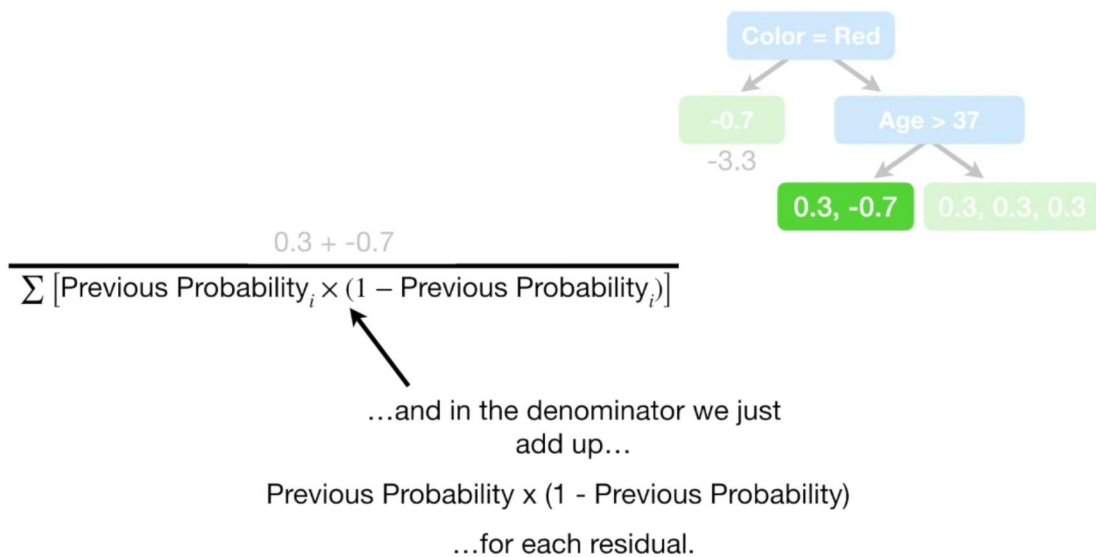 Color = Red
-0.7
Age > 37
-3.3
0.3, -0.7
0.3, 0.3, 0.3
0.3 + -0.7
∑ [Previous Probabilityᵢ × (1 − Previous Probabilityᵢ)]
…and in the denominator we just
add up…
Previous Probability x (1 - Previous Probability)
…for each residual.